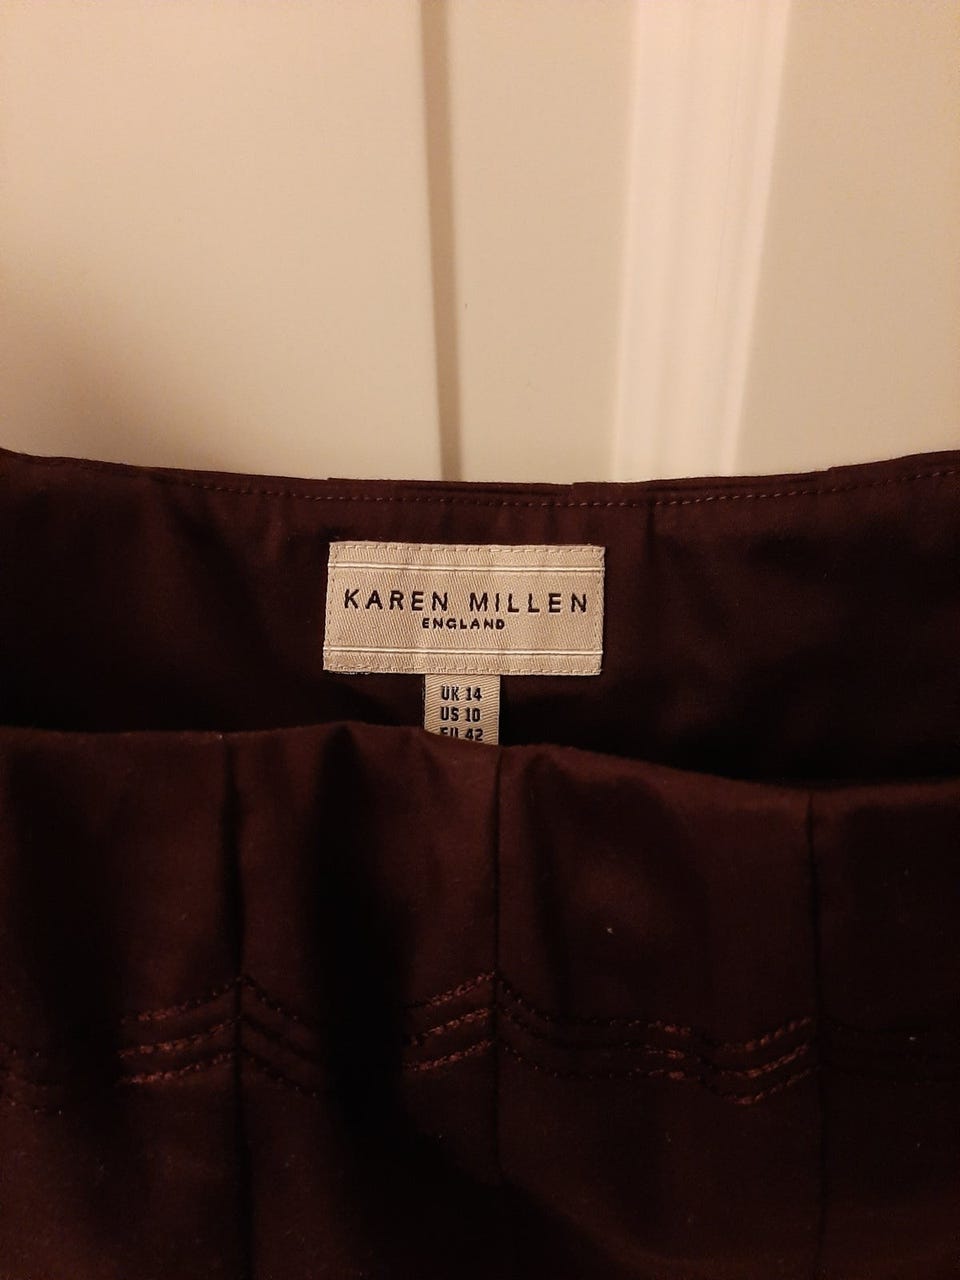 KAREN MILLEN
ENGLAND
UK 14
US 10
EU 42